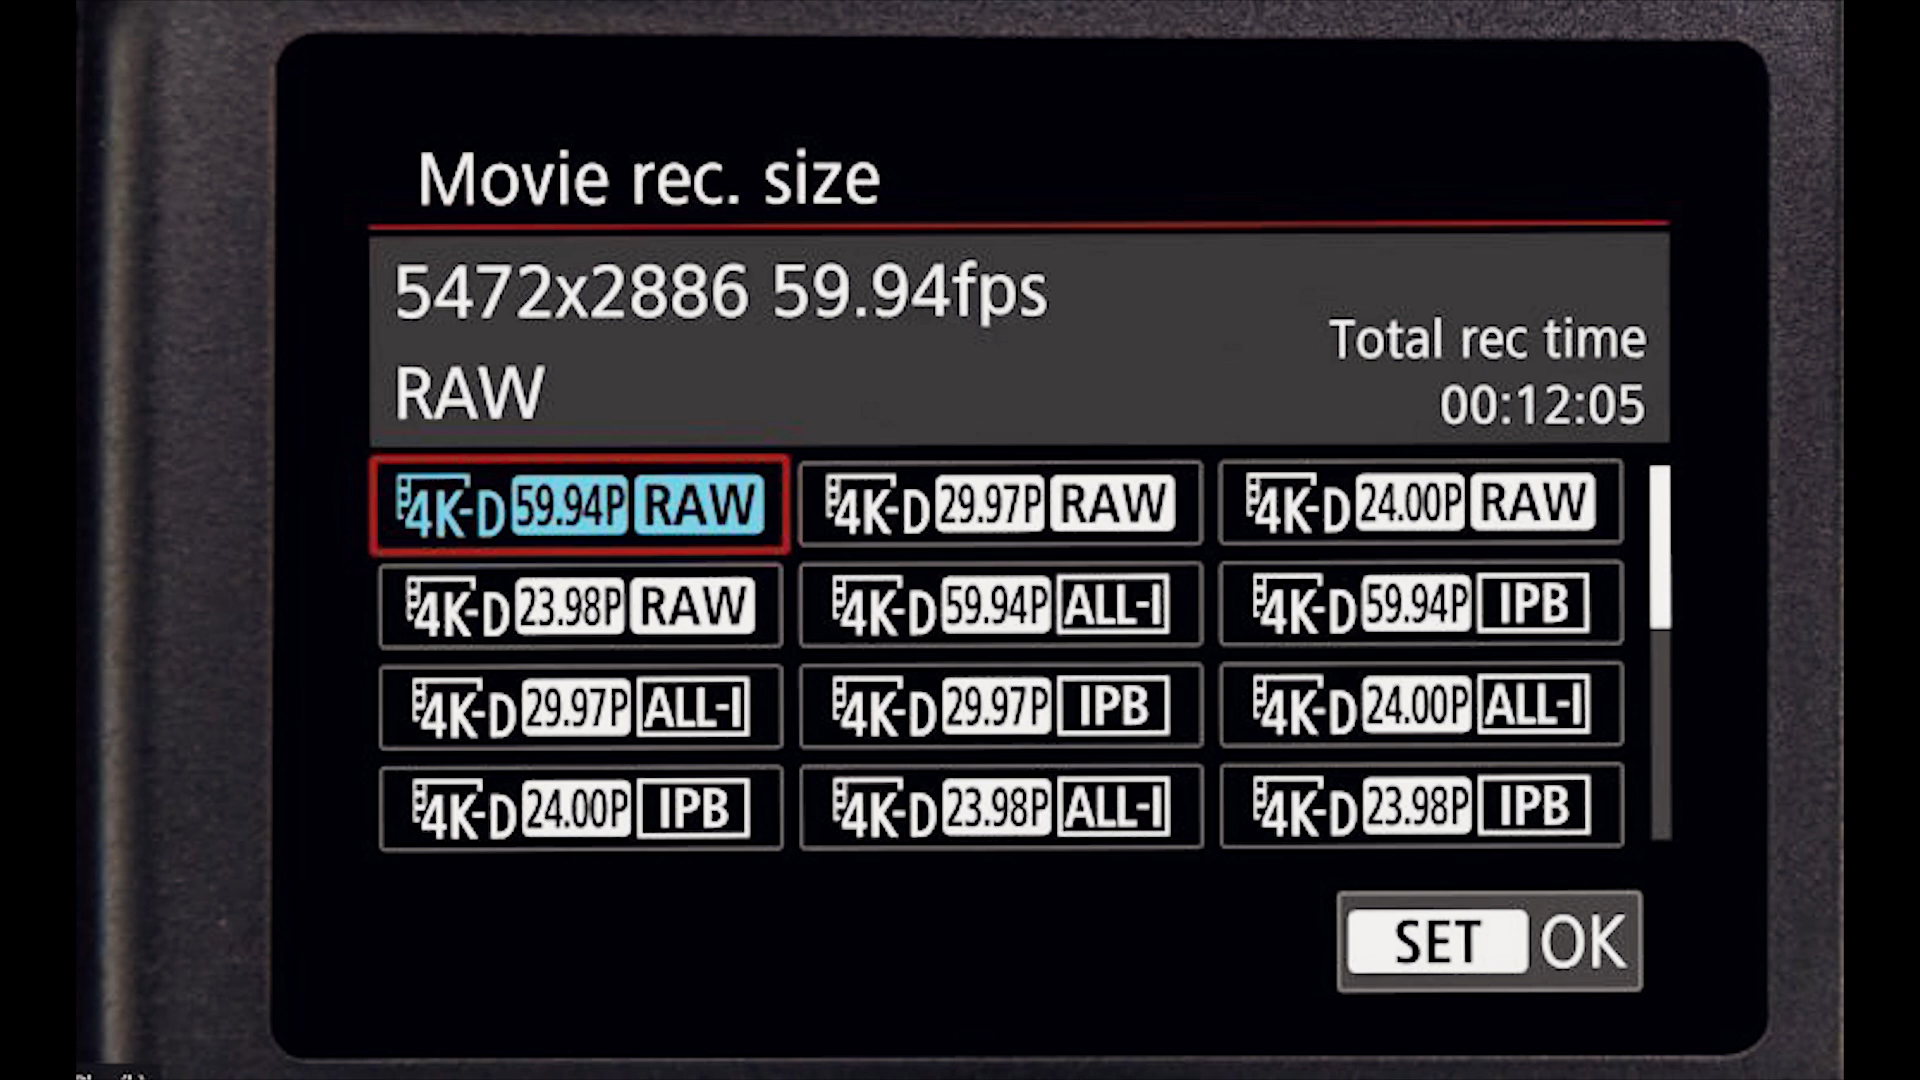 Movie rec. size
5472x2886 59.94fps
RAW
Total rec time
00:12:05
4K-D 59.94P RAW
4K-D 29.97P RAW
4K-D 24.00P RAW
4K-D 23.98P RAW
4K-D 59.94P ALL-I
4K-D 59.94P IPB
4K-D 29.97P ALL-I
4K-D 29.97P IPB
4K-D 24.00P ALL-I
4K-D 24.00P IPB
4K-D 23.98P ALL-I
4K-D 23.98P IPB
SET OK